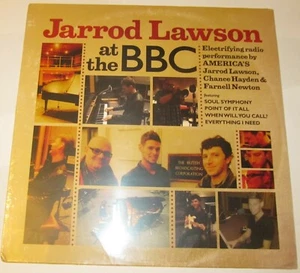 Jarrod Lawson
at
the BBC
Electrifying radio
performance by
AMERICA'S
Jarrod Lawson,
Chance Hayden &
Farnell Newton
featuring
SOUL SYMPHONY
POINT OF IT ALL
WHEN WILL YOU CALL?
EVERYTHING I NEED
THE BRITISH
BROADCASTING
CORPORATION